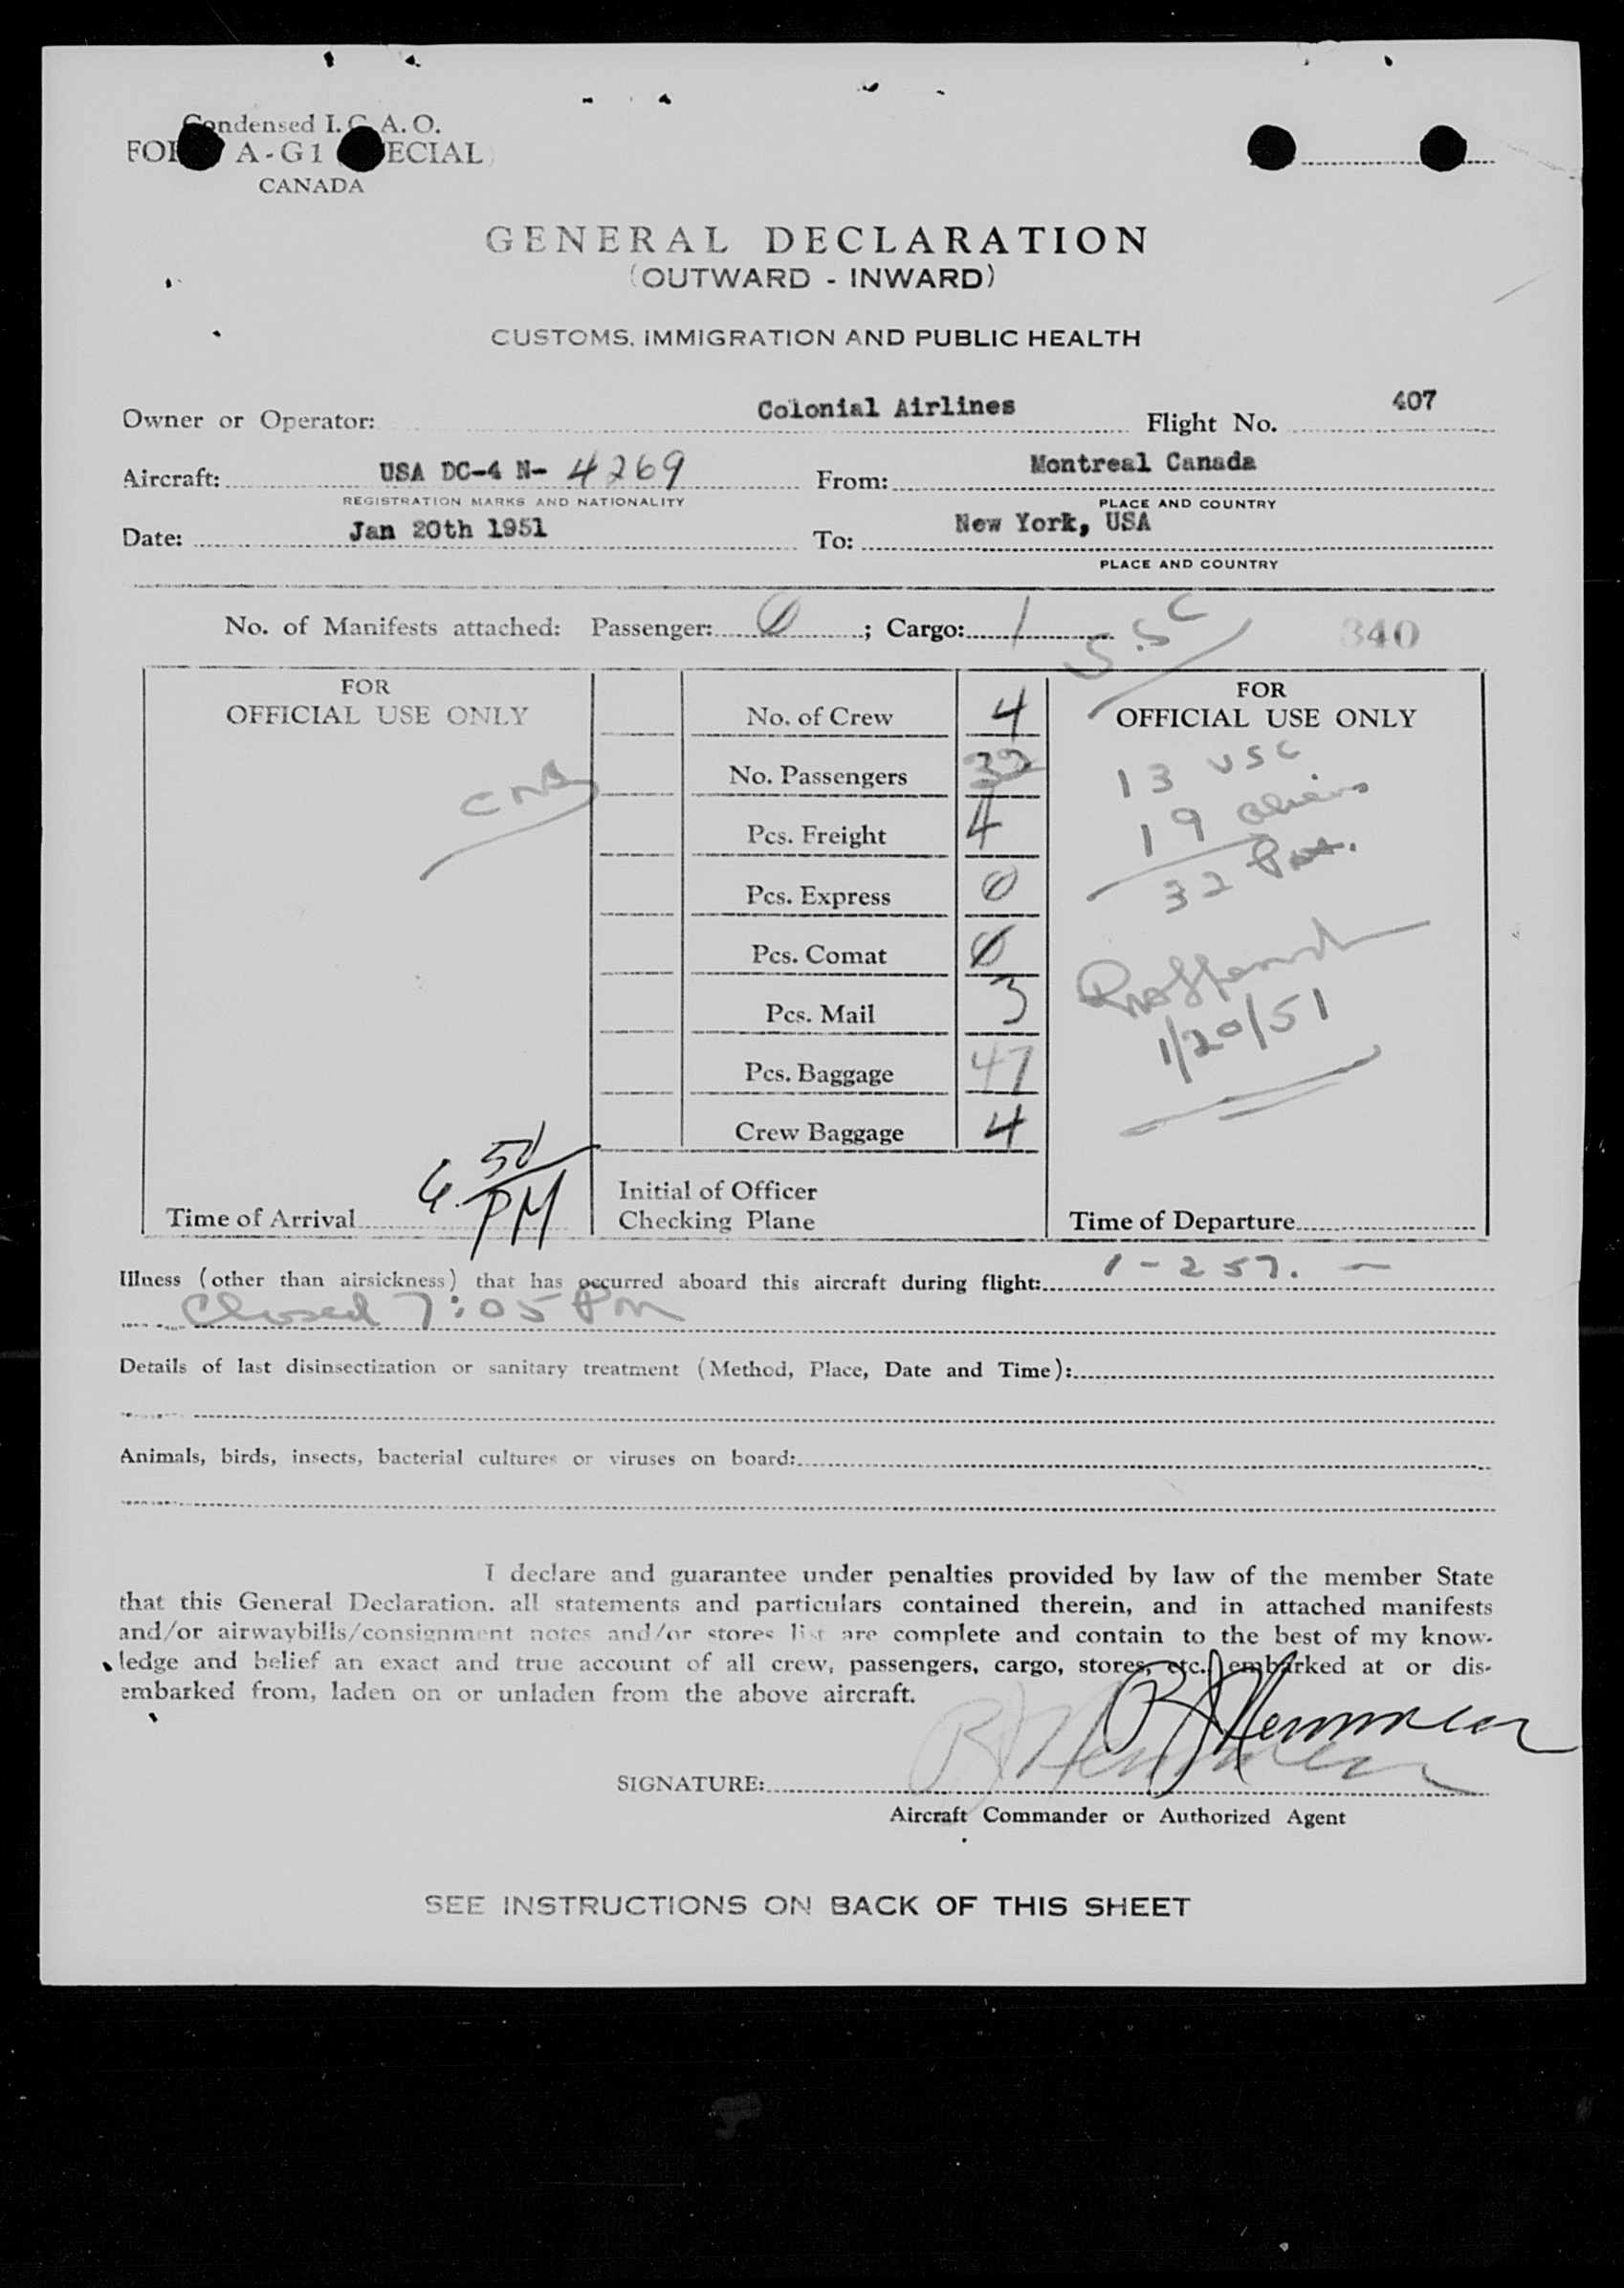 Condensed I. C. A. O.
A - G 1
CANADA
GENERAL DECLARATION
(OUTWARD - INWARD)
CUSTOMS, IMMIGRATION AND PUBLIC HEALTH
Owner or Operator: Colonial Airlines Flight No. 407
Aircraft: USA DC-4 N- 4269 From: Montreal Canada
REGISTRATION MARKS AND NATIONALITY PLACE AND COUNTRY
Date: Jan 20th 1951 To: New York, USA
PLACE AND COUNTRY
No. of Manifests attached: Passenger: 0 ; Cargo: 1
340
FOR
OFFICIAL USE ONLY
No. of Crew 4
No. Passengers 32
Pcs. Freight 4
Pcs. Express 0
Pcs. Comat 0
Pcs. Mail 3
Pcs. Baggage 47
Crew Baggage 4
FOR
OFFICIAL USE ONLY
13 USC
19 aliens
32
1/20/51
Time of Arrival 6.50 PM
Initial of Officer
Checking Plane
Time of Departure
Illness (other than airsickness) that has occurred aboard this aircraft during flight: 1 - 257. -
Closed 7:05 PM
Details of last disinsectization or sanitary treatment (Method, Place, Date and Time):
Animals, birds, insects, bacterial cultures or viruses on board:
I declare and guarantee under penalties provided by law of the member State
that this General Declaration. all statements and particulars contained therein, and in attached manifests
and/or airwaybills/consignment notes and/or stores list are complete and contain to the best of my know-
ledge and belief an exact and true account of all crew, passengers, cargo, stores, etc. embarked at or dis-
embarked from, laden on or unladen from the above aircraft.
SIGNATURE:
Aircraft Commander or Authorized Agent
SEE INSTRUCTIONS ON BACK OF THIS SHEET